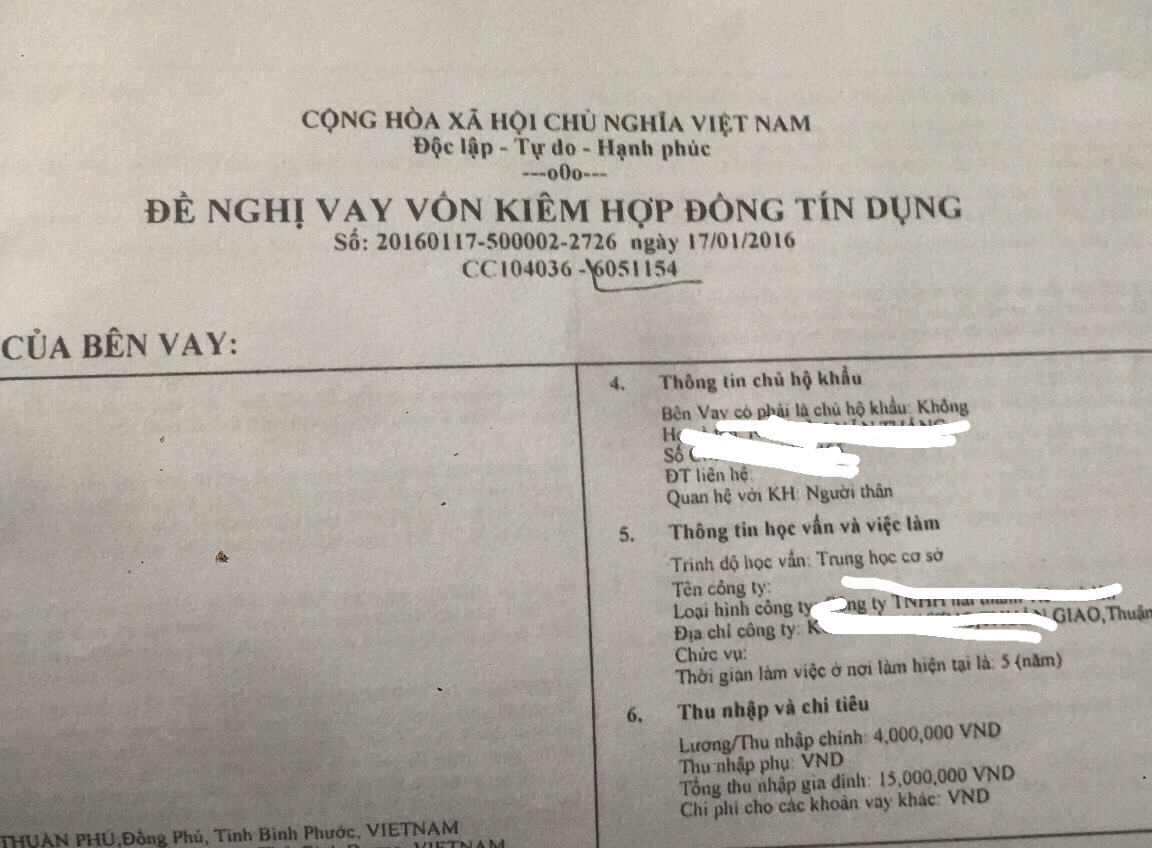 CỘNG HÒA XÃ HỘI CHỦ NGHĨA VIỆT NAM
Độc lập - Tự do - Hạnh phúc
---o0o---
ĐỀ NGHỊ VAY VỐN KIÊM HỢP ĐỒNG TÍN DỤNG
Số: 20160117-500002-2726 ngày 17/01/2016
CC104036 - 6051154
CỦA BÊN VAY:
4. Thông tin chủ hộ khẩu
Bên Vay có phải là chủ hộ khẩu: Không
Số
ĐT liên hệ:
Quan hệ với KH: Người thân
5. Thông tin học vấn và việc làm
Trình độ học vấn: Trung học cơ sở
Tên công ty:
Loại hình công ty: Công ty TNHH
Địa chỉ công ty: GIAO,Thuận
Chức vụ:
Thời gian làm việc ở nơi làm hiện tại là: 5 (năm)
6. Thu nhập và chi tiêu
Lương/Thu nhập chính: 4,000,000 VND
Thu nhập phụ: VND
Tổng thu nhập gia đình: 15,000,000 VND
Chi phí cho các khoản vay khác: VND
THUẬN PHÚ,Đồng Phú, Tỉnh Bình Phước, VIETNAM
VIETNAM